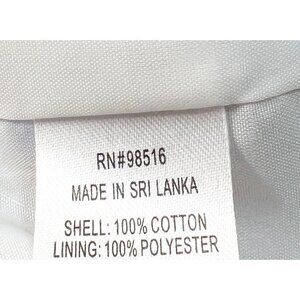 RN#98516
MADE IN SRI LANKA
SHELL: 100% COTTON
LINING: 100% POLYESTER